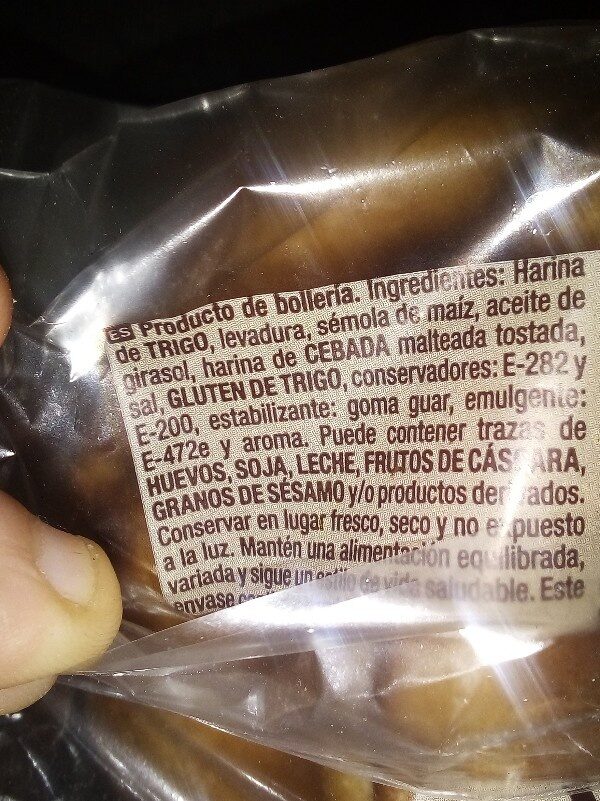 ES Producto de bollería. Ingredientes: Harina
de TRIGO, levadura, sémola de maíz, aceite de
girasol, harina de CEBADA malteada tostada,
sal, GLUTEN DE TRIGO, conservadores: E-282 y
E-200, estabilizante: goma guar, emulgente:
E-472e y aroma. Puede contener trazas de
HUEVOS, SOJA, LECHE, FRUTOS DE CÁSCARA,
GRANOS DE SÉSAMO y/o productos derivados.
Conservar en lugar fresco, seco y no expuesto
a la luz. Mantén una alimentación equilibrada,
variada y sigue un estilo de vida saludable. Este
envase